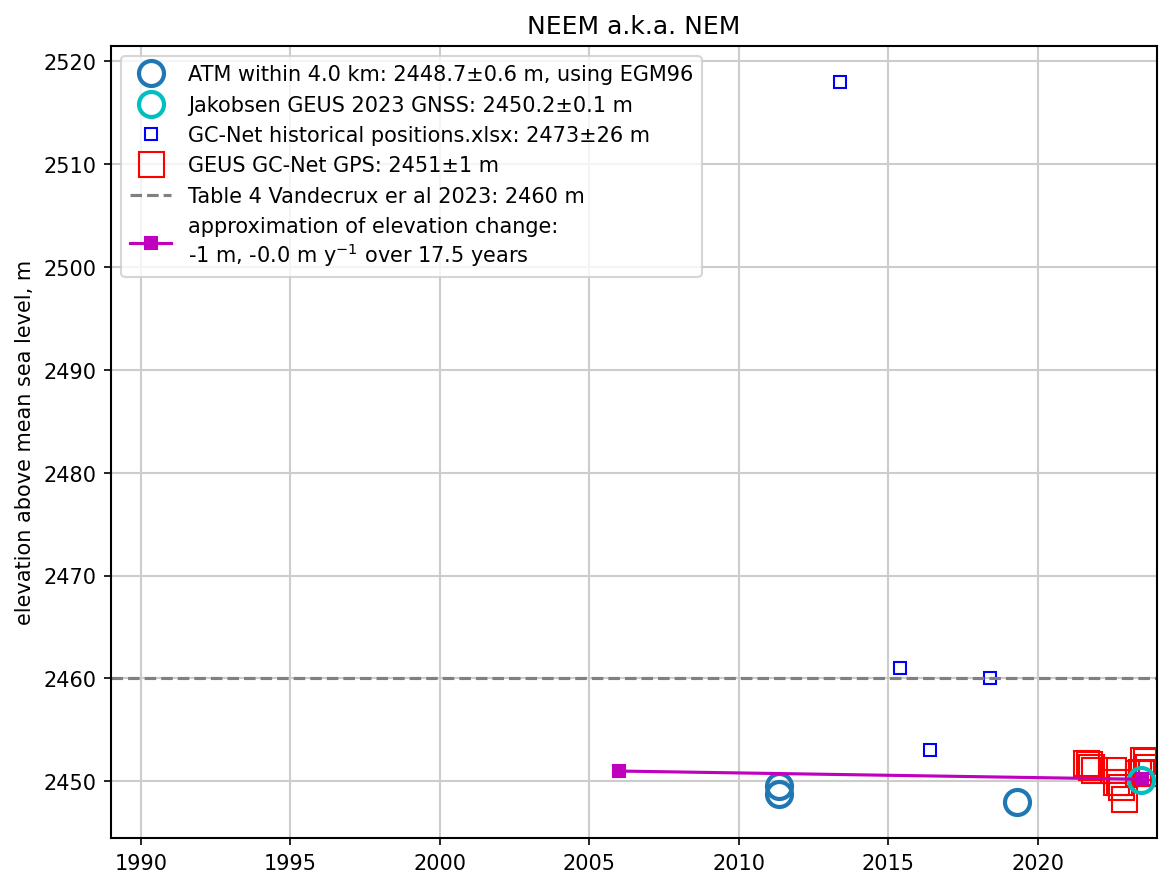 NEEM a.k.a. NEM
ATM within 4.0 km: 2448.7±0.6 m, using EGM96
Jakobsen GEUS 2023 GNSS: 2450.2±0.1 m
GC-Net historical positions.xlsx: 2473±26 m
GEUS GC-Net GPS: 2451±1 m
Table 4 Vandecrux er al 2023: 2460 m
approximation of elevation change:
-1 m, -0.0 m y⁻¹ over 17.5 years
elevation above mean sea level, m
2520
2510
2500
2490
2480
2470
2460
2450
1990 1995 2000 2005 2010 2015 2020